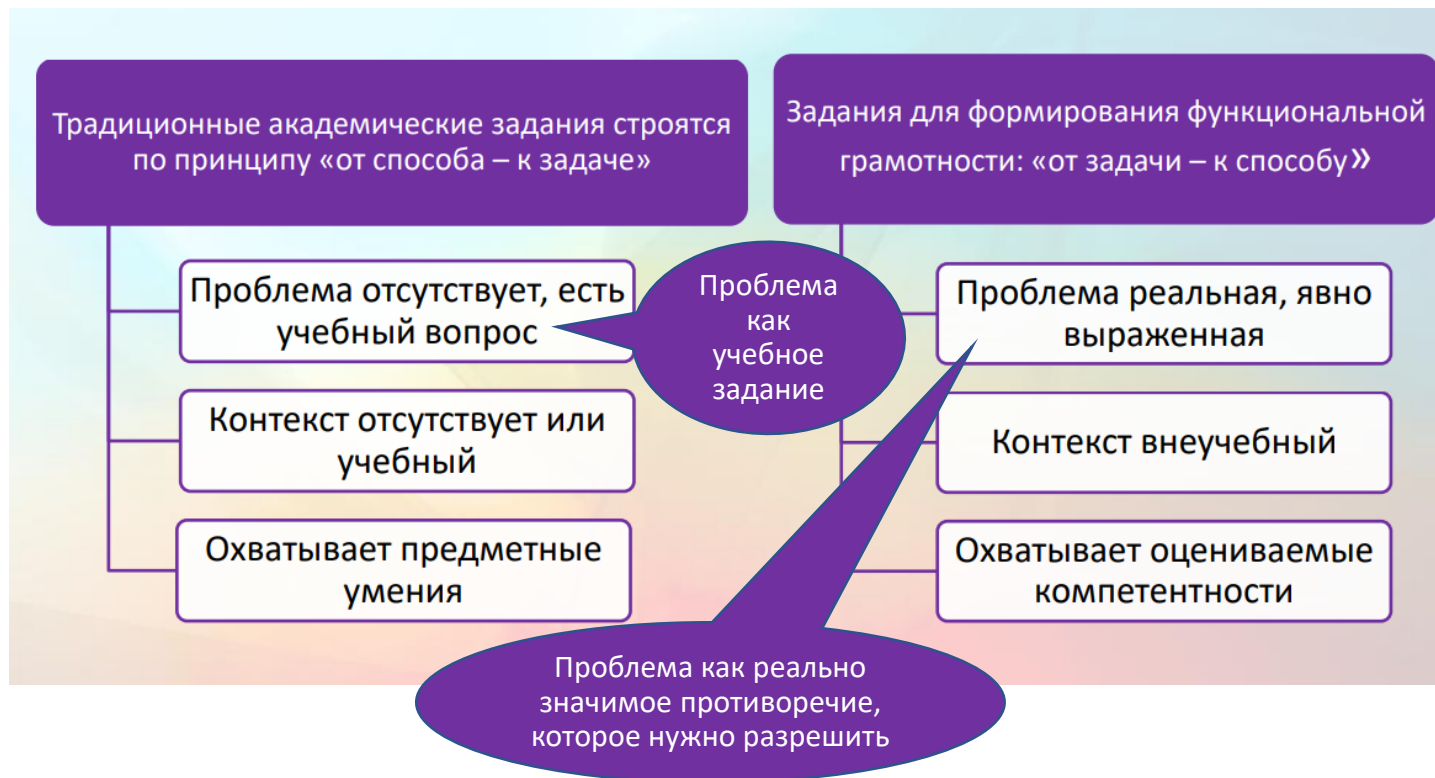 Традиционные академические задания строятся
по принципу «от способа – к задаче»
Проблема отсутствует, есть
учебный вопрос
Контекст отсутствует или
учебный
Охватывает предметные
умения
Проблема
как
учебное
задание
Задания для формирования функциональной
грамотности: «от задачи – к способу»
Проблема реальная, явно
выраженная
Контекст внеучебный
Охватывает оцениваемые
компетентности
Проблема как реально
значимое противоречие,
которое нужно разрешить